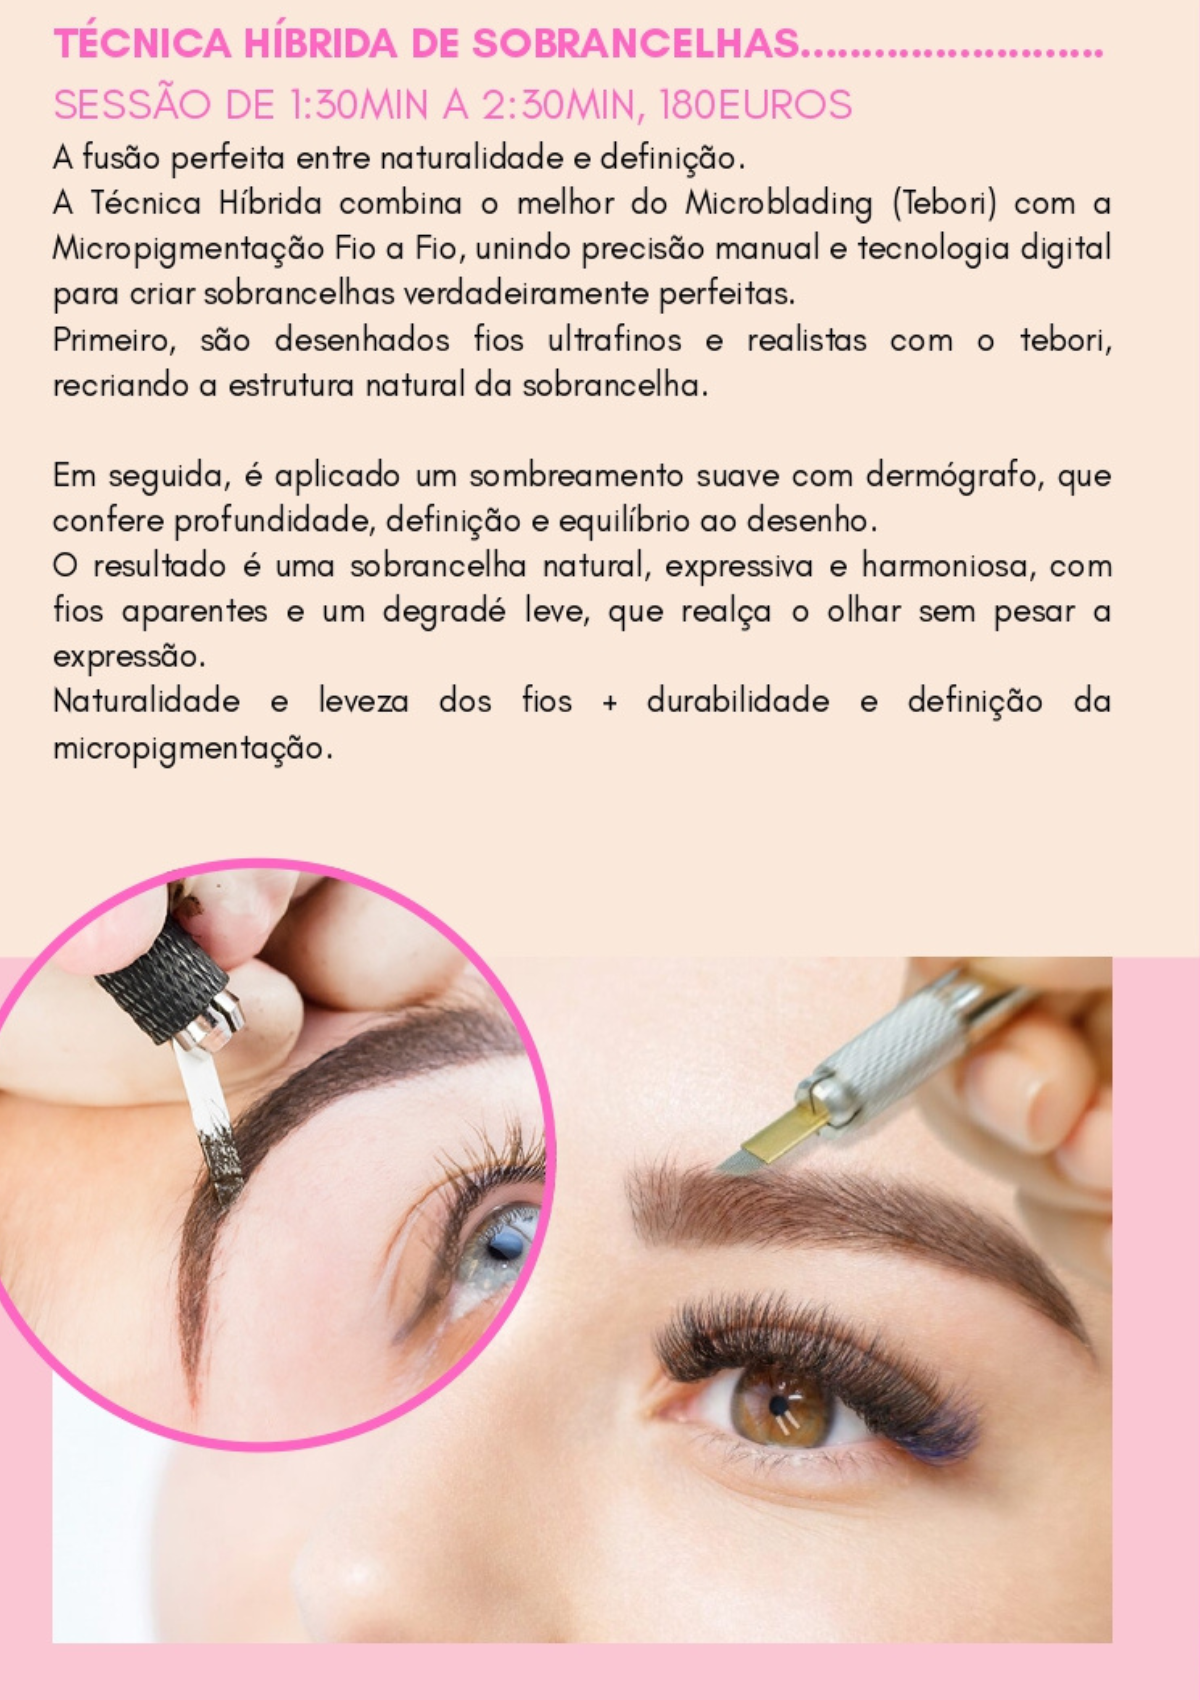 TÉCNICA HÍBRIDA DE SOBRANCELHAS.........................
SESSÃO DE 1:30MIN A 2:30MIN, 180EUROS
A fusão perfeita entre naturalidade e definição.
A Técnica Híbrida combina o melhor do Microblading (Tebori) com a
Micropigmentação Fio a Fio, unindo precisão manual e tecnologia digital
para criar sobrancelhas verdadeiramente perfeitas.
Primeiro, são desenhados fios ultrafinos e realistas com o tebori,
recriando a estrutura natural da sobrancelha.
Em seguida, é aplicado um sombreamento suave com dermógrafo, que
confere profundidade, definição e equilíbrio ao desenho.
O resultado é uma sobrancelha natural, expressiva e harmoniosa, com
fios aparentes e um degradé leve, que realça o olhar sem pesar a
expressão.
Naturalidade e leveza dos fios + durabilidade e definição da
micropigmentação.